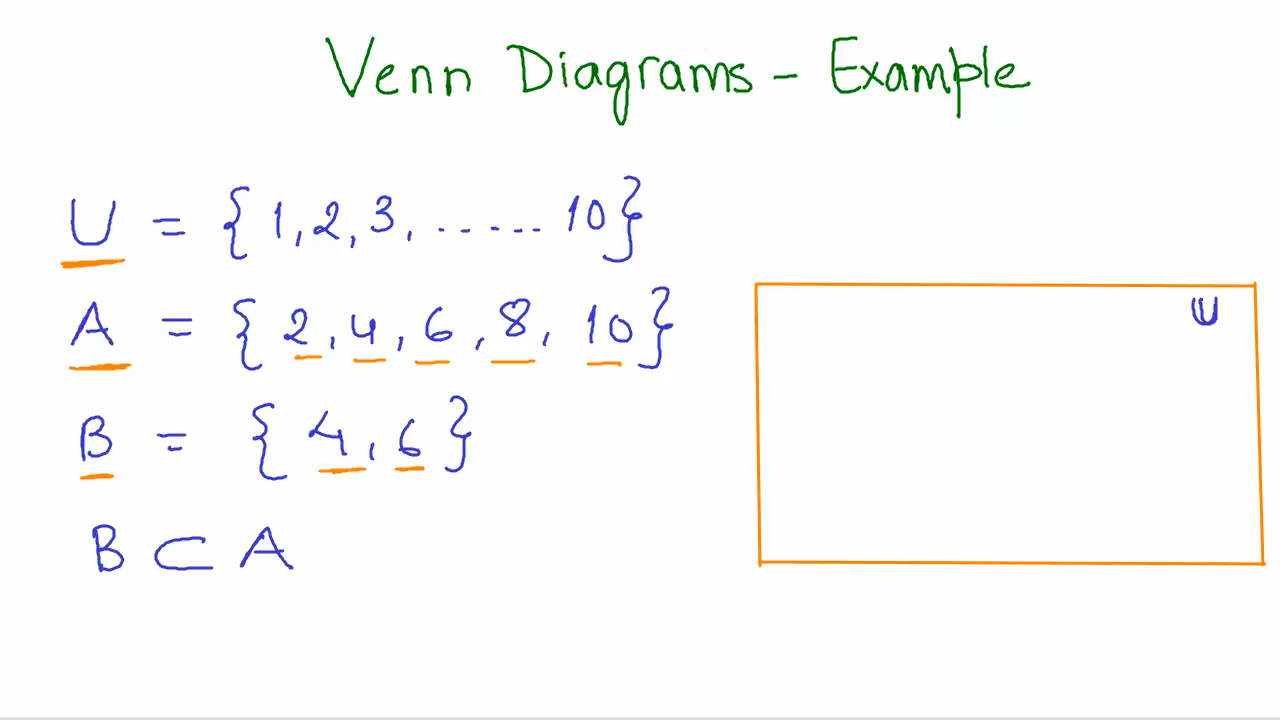 Venn Diagrams - Example
U = {1, 2, 3, ...... 10}
A = {2, 4, 6, 8, 10}
U
B = {4, 6}
B ⊂ A